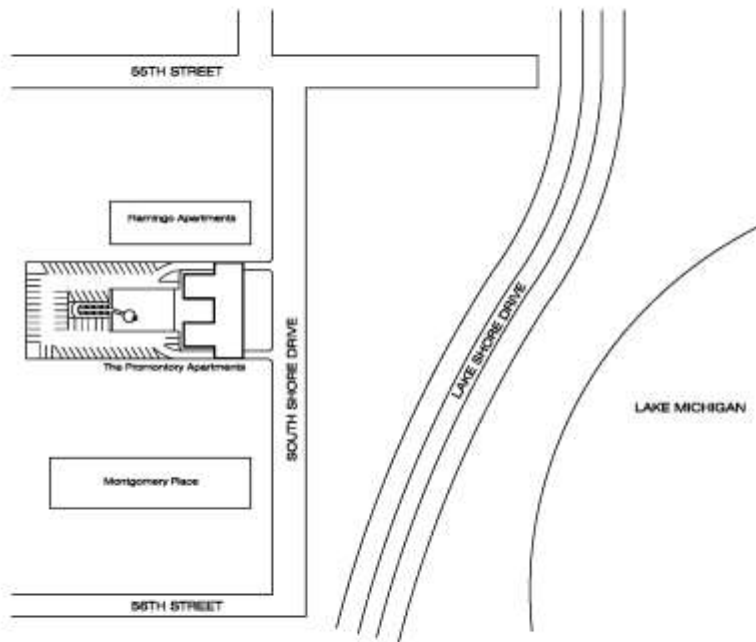 55TH STREET
Flamingo Apartments
The Promontory Apartments
SOUTH SHORE DRIVE
LAKE SHORE DRIVE
LAKE MICHIGAN
Montgomery Place
56TH STREET